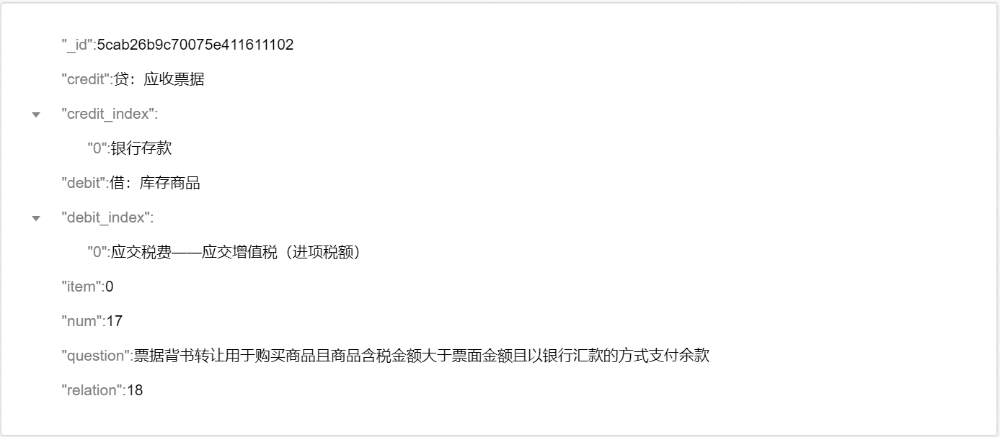 "_id":5cab26b9c70075e411611102
"credit":贷：应收票据
"credit_index":
"0":银行存款
"debit":借：库存商品
"debit_index":
"0":应交税费——应交增值税（进项税额）
"item":0
"num":17
"question":票据背书转让用于购买商品且商品含税金额大于票面金额且以银行汇款的方式支付余款
"relation":18